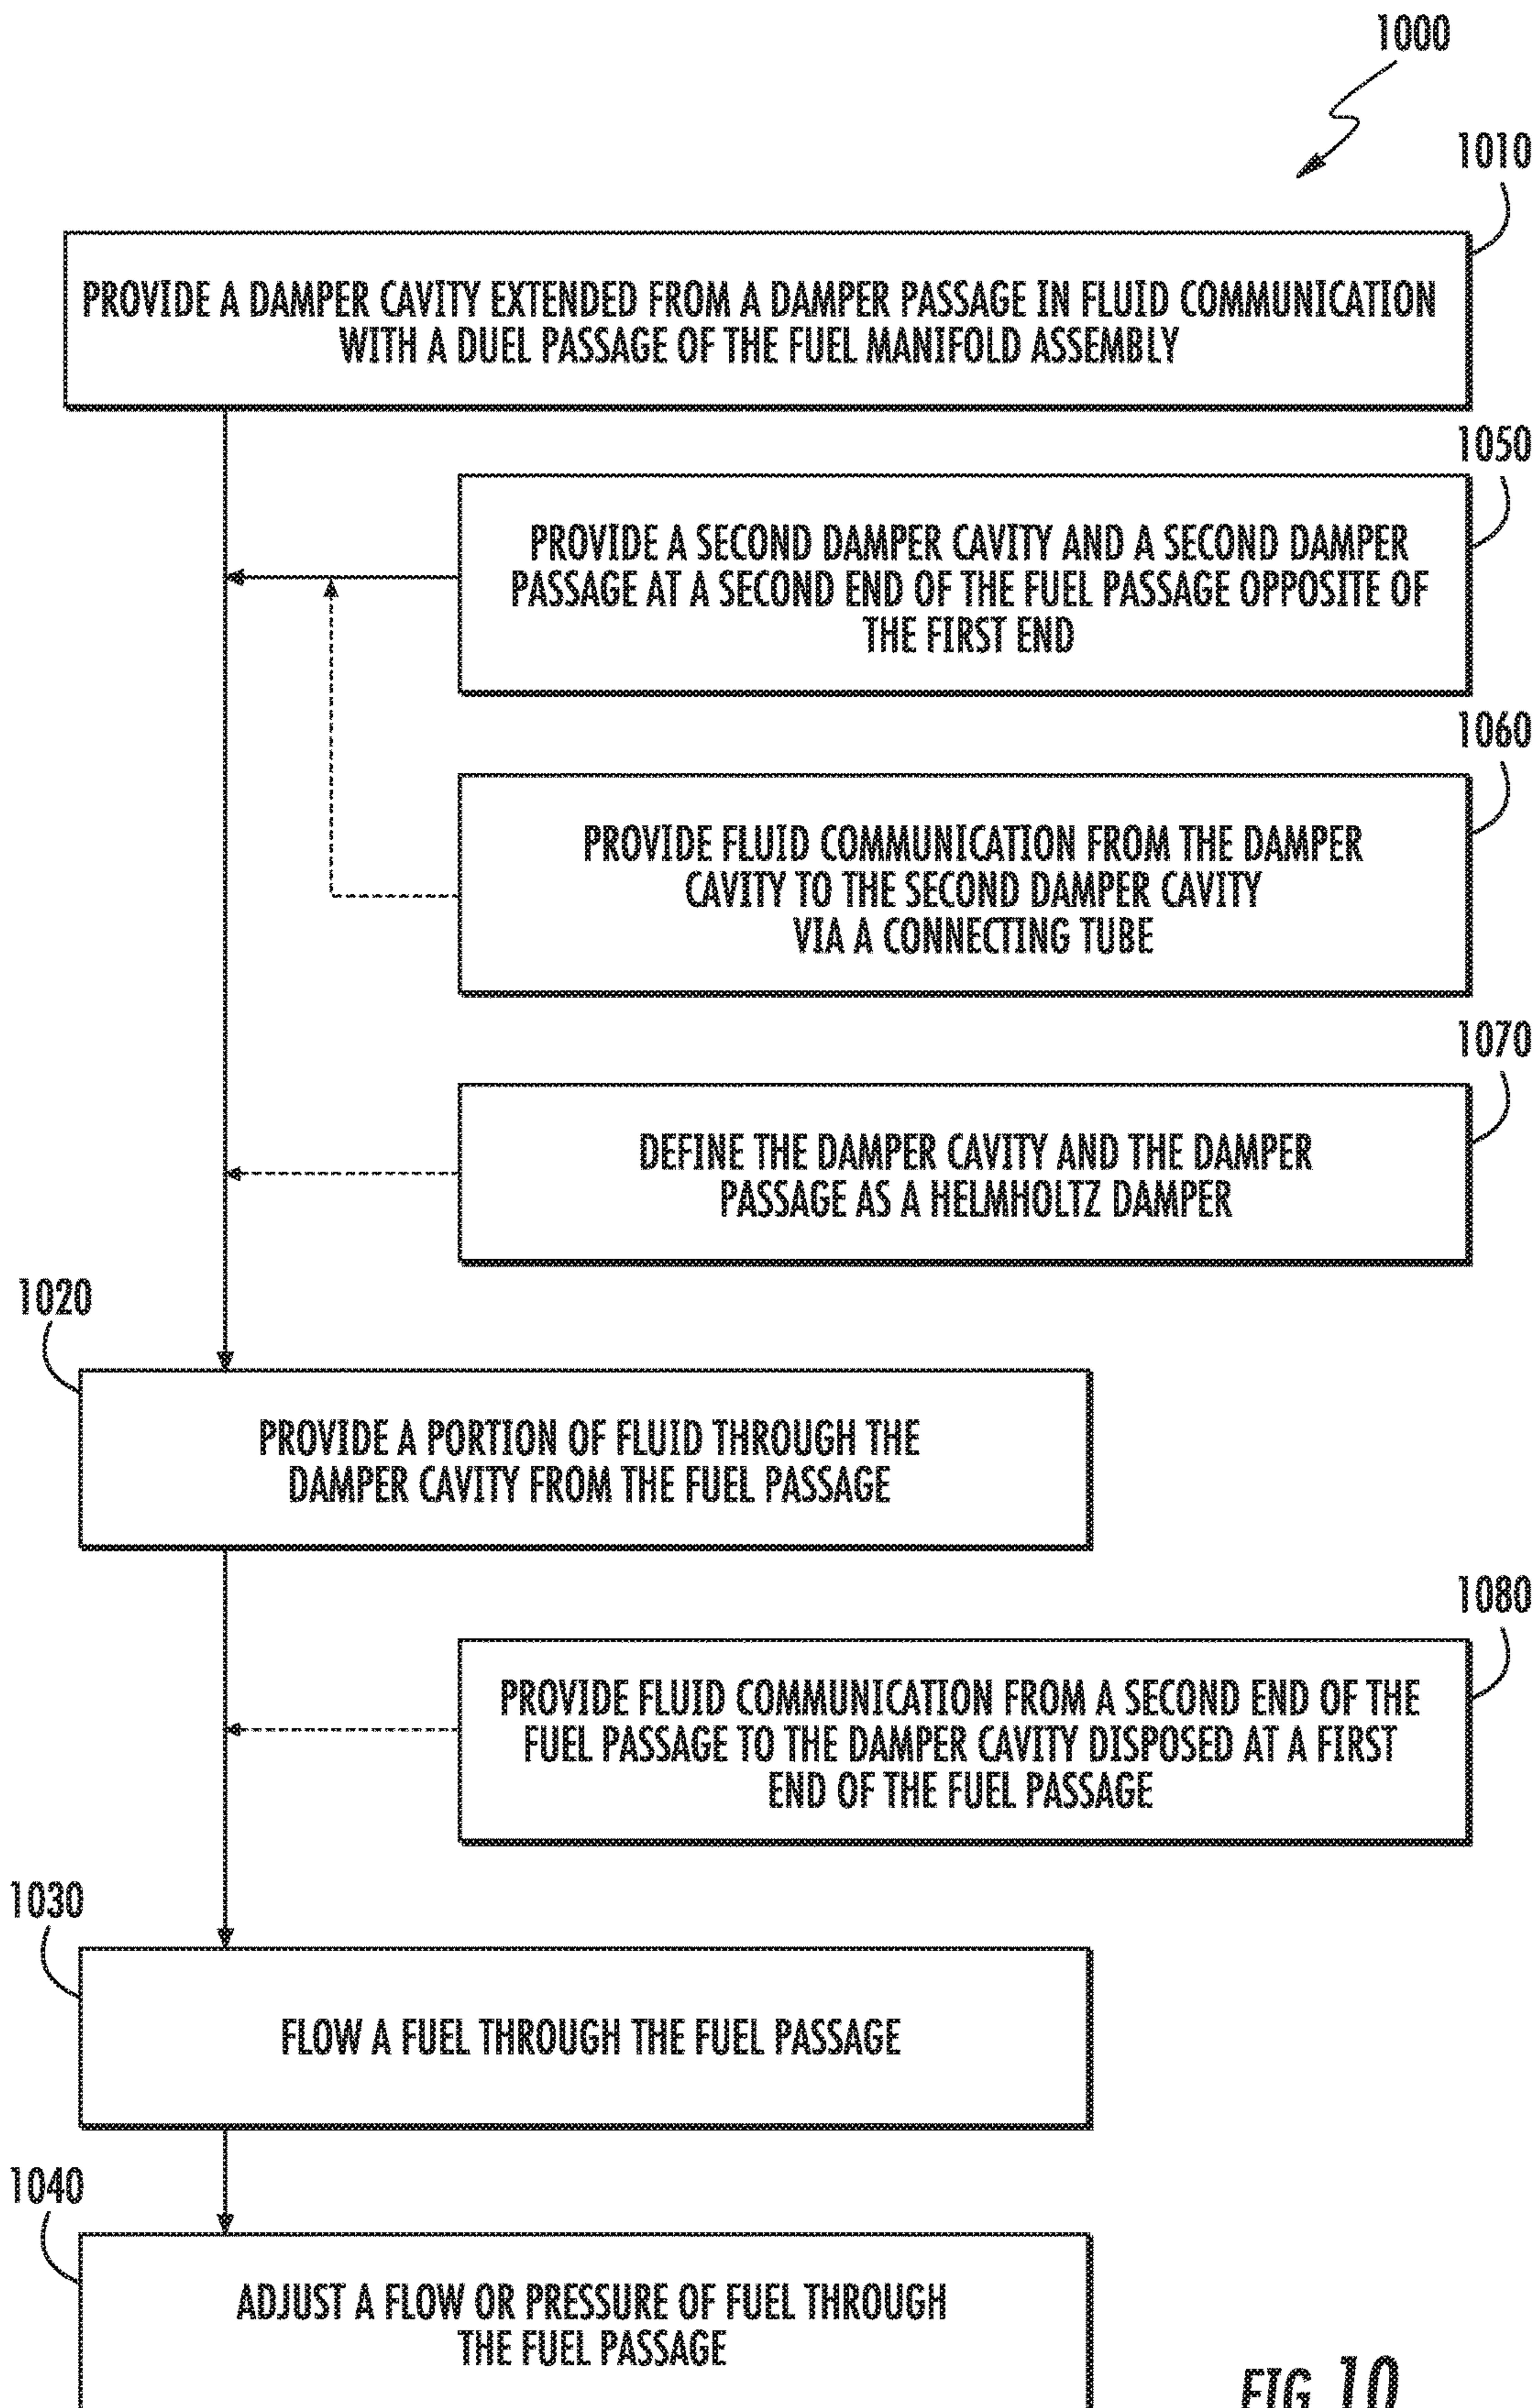 1000
1010
PROVIDE A DAMPER CAVITY EXTENDED FROM A DAMPER PASSAGE IN FLUID COMMUNICATION
WITH A DUEL PASSAGE OF THE FUEL MANIFOLD ASSEMBLY
1050
PROVIDE A SECOND DAMPER CAVITY AND A SECOND DAMPER
PASSAGE AT A SECOND END OF THE FUEL PASSAGE OPPOSITE OF
THE FIRST END
1060
PROVIDE FLUID COMMUNICATION FROM THE DAMPER
CAVITY TO THE SECOND DAMPER CAVITY
VIA A CONNECTING TUBE
1070
DEFINE THE DAMPER CAVITY AND THE DAMPER
PASSAGE AS A HELMHOLTZ DAMPER
1020
PROVIDE A PORTION OF FLUID THROUGH THE
DAMPER CAVITY FROM THE FUEL PASSAGE
1080
PROVIDE FLUID COMMUNICATION FROM A SECOND END OF THE
FUEL PASSAGE TO THE DAMPER CAVITY DISPOSED AT A FIRST
END OF THE FUEL PASSAGE
1030
FLOW A FUEL THROUGH THE FUEL PASSAGE
1040
ADJUST A FLOW OR PRESSURE OF FUEL THROUGH
THE FUEL PASSAGE
FIG 10